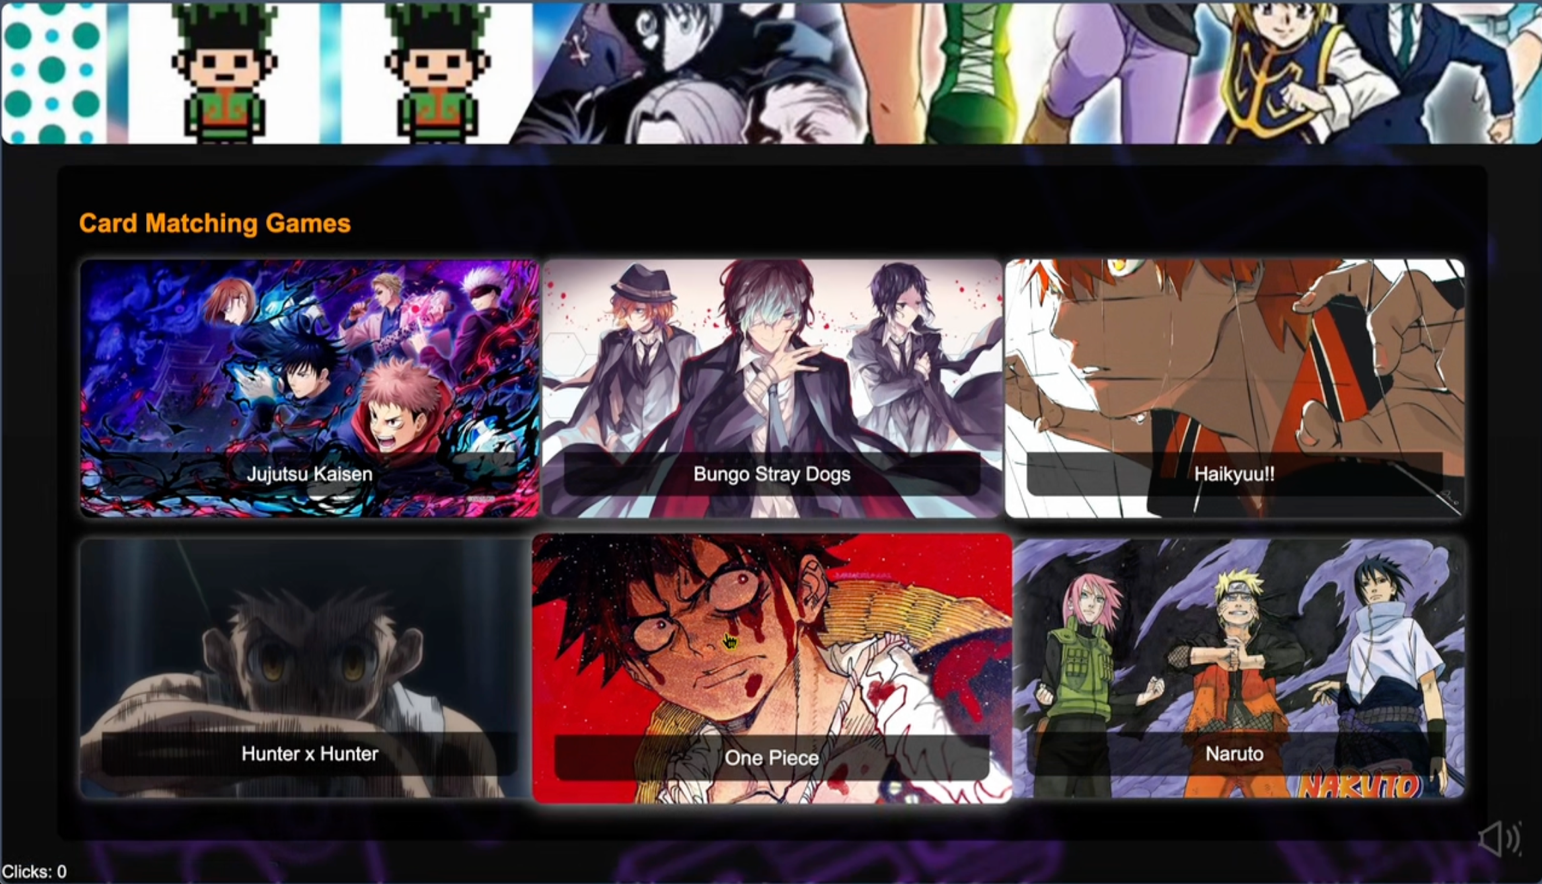 Card Matching Games
Jujutsu Kaisen
Bungo Stray Dogs
Haikyuu!!
Hunter x Hunter
One Piece
Naruto
NARUTO
Clicks: 0